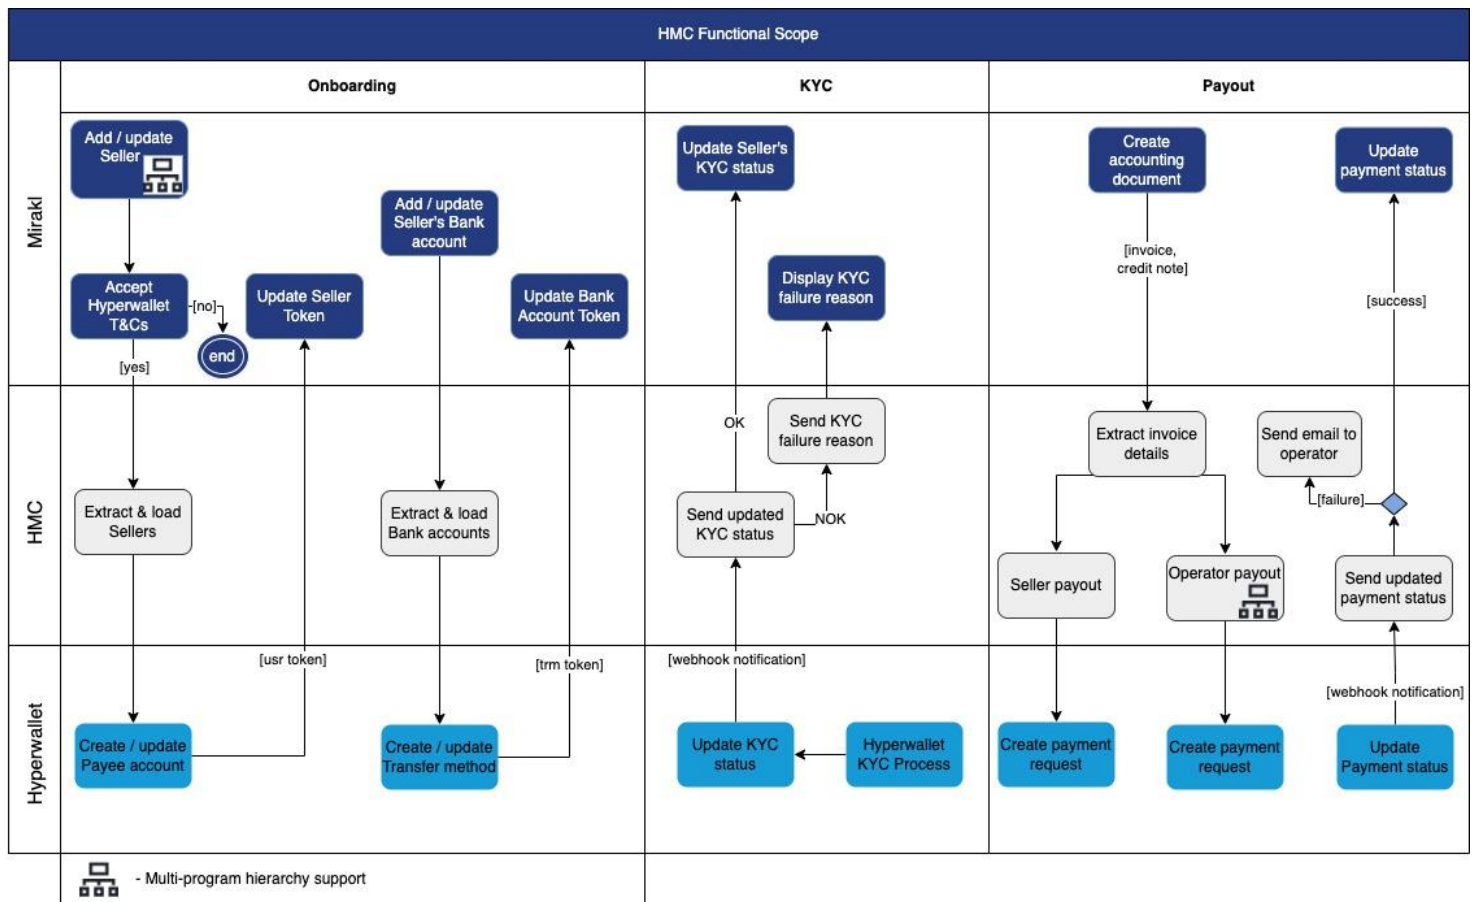 HMC Functional Scope
Onboarding
KYC
Payout
Mirakl
Add / update
Seller
Accept
Hyperwallet
T&Cs
[no]
end
[yes]
Update Seller
Token
Add / update
Seller's Bank
account
Update Bank
Account Token
Update Seller's
KYC status
Display KYC
failure reason
Create
accounting
document
[invoice,
credit note]
Update
payment status
[success]
HMC
Extract & load
Sellers
Extract & load
Bank accounts
OK
Send KYC
failure reason
Send updated
KYC status
NOK
Extract invoice
details
Send email to
operator
[failure]
Seller payout
Operator payout
Send updated
payment status
Hyperwallet
[usr token]
[trm token]
[webhook notification]
[webhook notification]
Create / update
Payee account
Create / update
Transfer method
Update KYC
status
Hyperwallet
KYC Process
Create payment
request
Create payment
request
Update
Payment status
- Multi-program hierarchy support